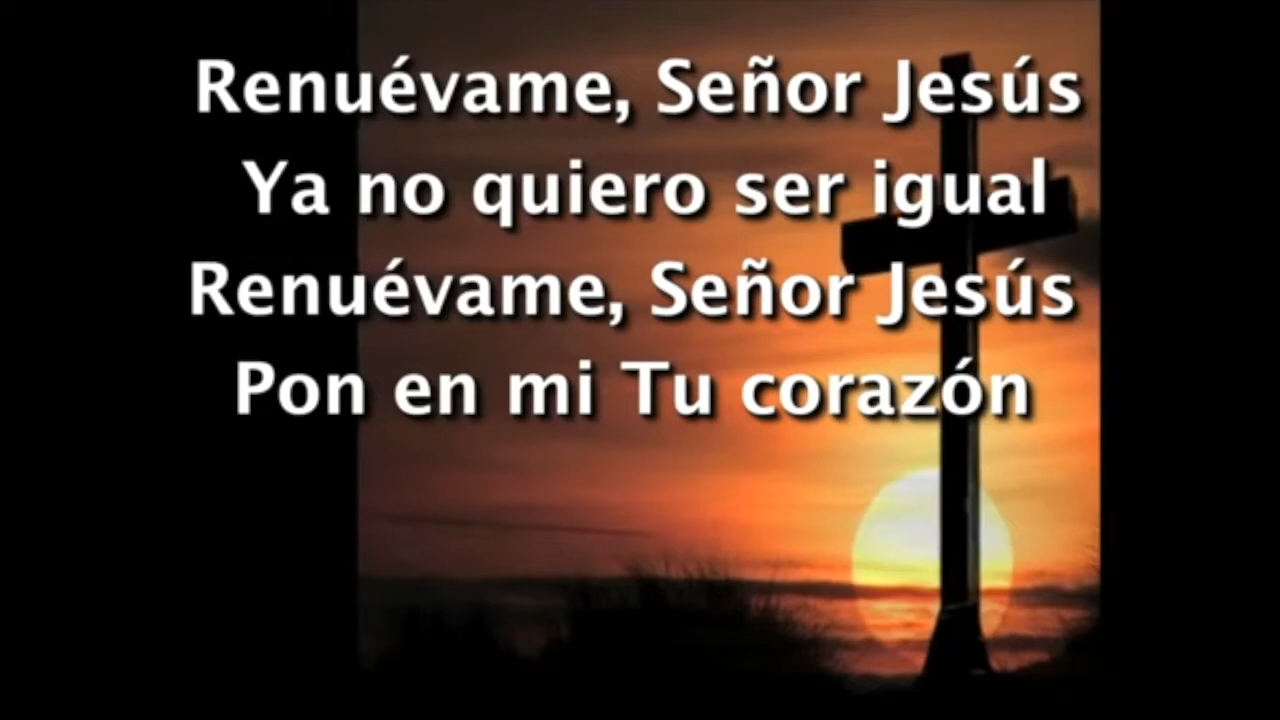 Renuévame, Señor Jesús
Ya no quiero ser igual
Renuévame, Señor Jesús
Pon en mi Tu corazón